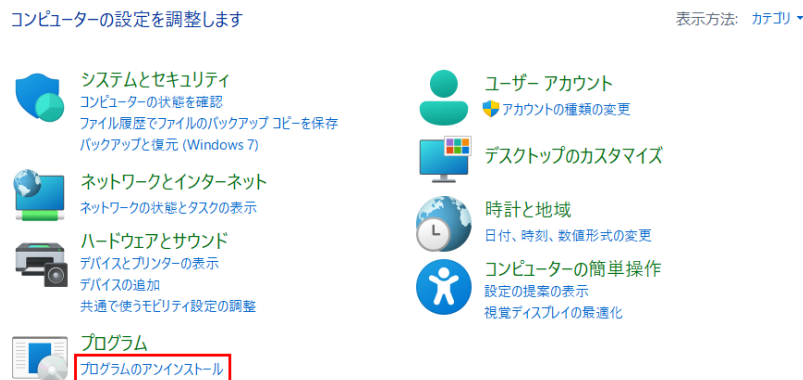 コンピューターの設定を調整します
表示方法: カテゴリ
システムとセキュリティ
コンピューターの状態を確認
ファイル履歴でファイルのバックアップ コピーを保存
バックアップと復元 (Windows 7)
ネットワークとインターネット
ネットワークの状態とタスクの表示
ハードウェアとサウンド
デバイスとプリンターの表示
デバイスの追加
共通で使うモビリティ設定の調整
プログラム
プログラムのアンインストール
ユーザー アカウント
アカウントの種類の変更
デスクトップのカスタマイズ
時計と地域
日付、時刻、数値形式の変更
コンピューターの簡単操作
設定の提案の表示
視覚ディスプレイの最適化